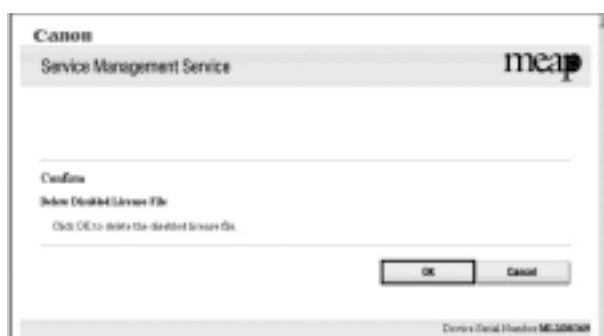 Canon
Service Management Service
meap
Confirm
Delete Disabled License File
Click OK to delete the disabled license file.
OK
Cancel
Device Serial Number